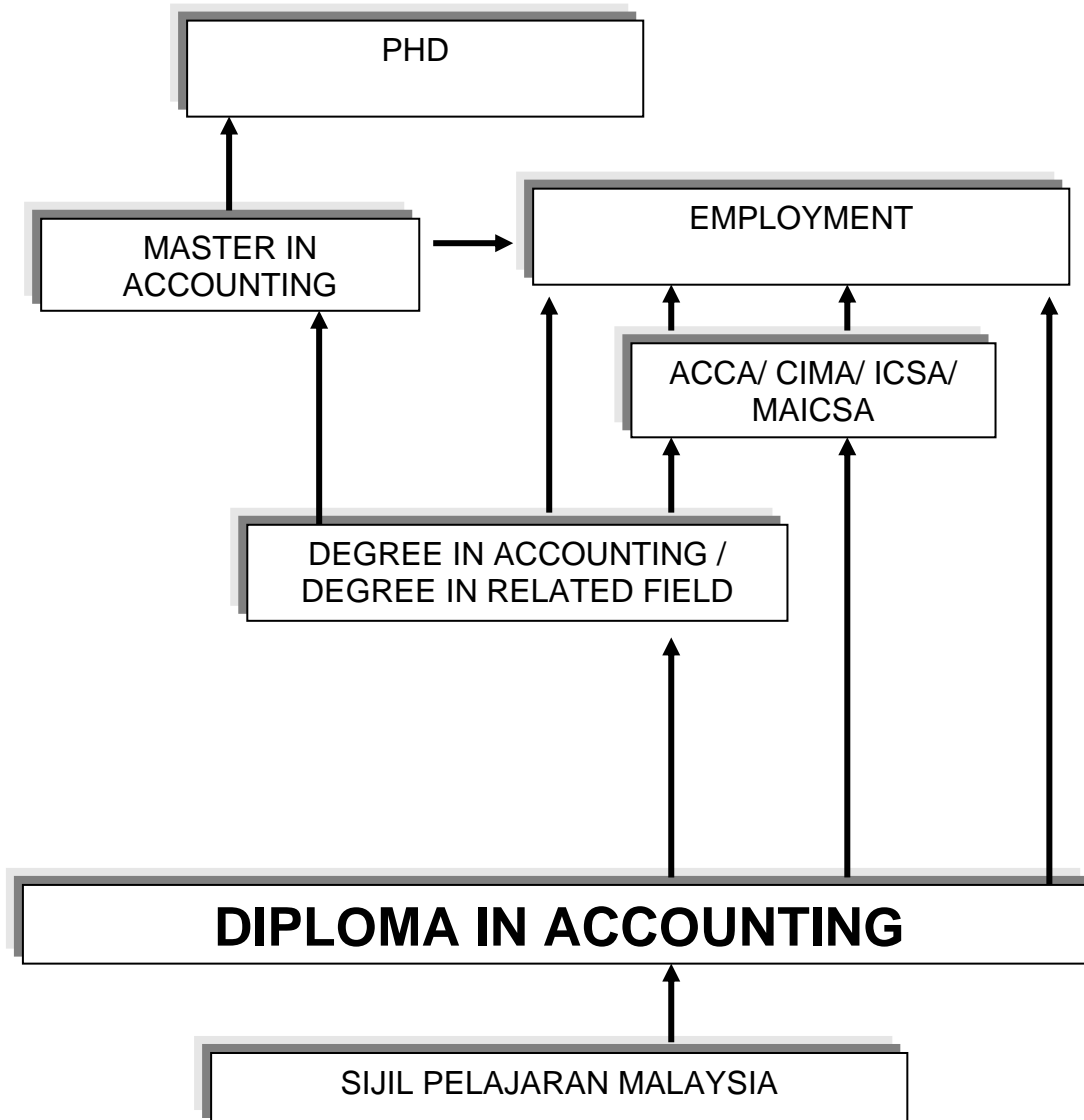 PHD
EMPLOYMENT
MASTER IN
ACCOUNTING
ACCA/ CIMA/ ICSA/
MAICSA
DEGREE IN ACCOUNTING /
DEGREE IN RELATED FIELD
DIPLOMA IN ACCOUNTING
SIJIL PELAJARAN MALAYSIA